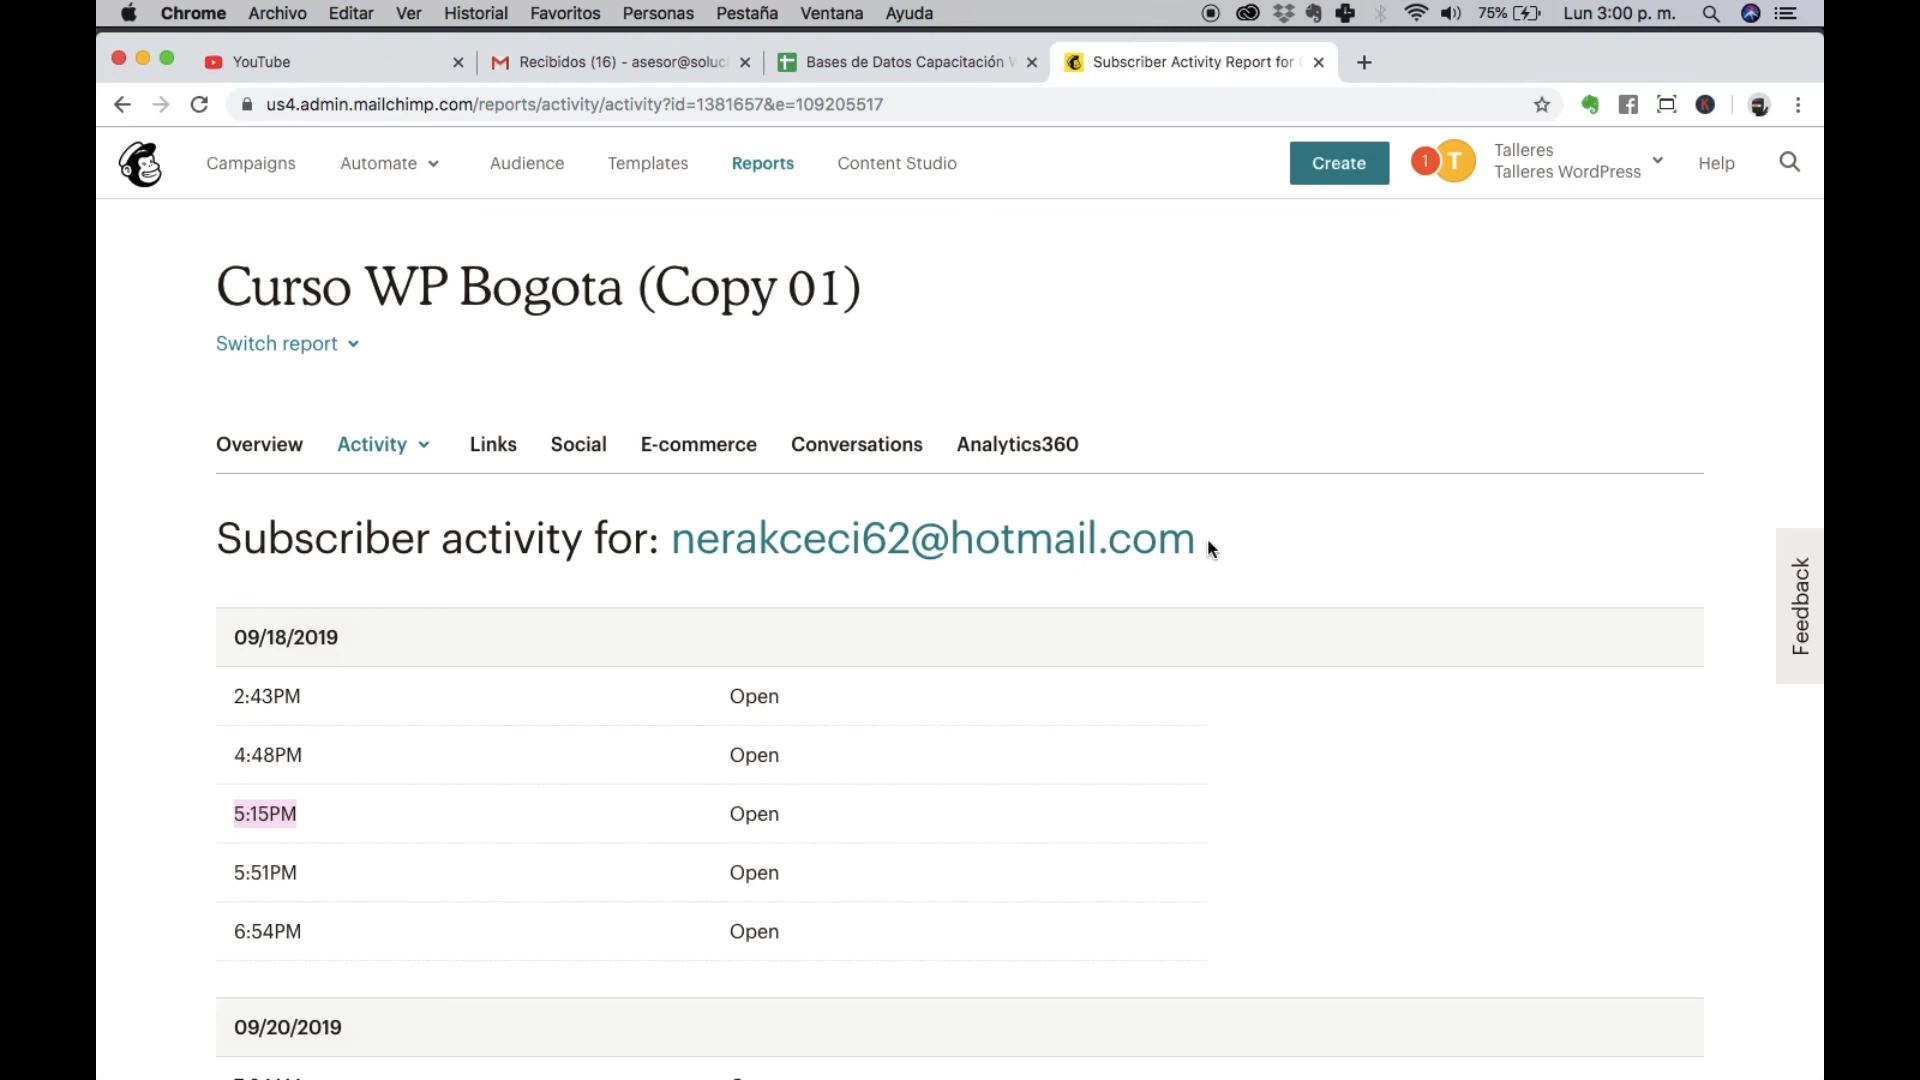 Chrome Archivo Editar Ver Historial Favoritos Personas Pestaña Ventana Ayuda 75% Lun 3:00 p. m.
YouTube Recibidos (16) - asesor@soluc Bases de Datos Capacitación Subscriber Activity Report for
us4.admin.mailchimp.com/reports/activity/activity?id=1381657&e=109205517
Campaigns Automate Audience Templates Reports Content Studio Create 1 T Talleres Help
Talleres WordPress
Curso WP Bogota (Copy 01)
Switch report
Overview Activity Links Social E-commerce Conversations Analytics360
Subscriber activity for: nerakceci62@hotmail.com
Feedback
09/18/2019
2:43PM Open
4:48PM Open
5:15PM Open
5:51PM Open
6:54PM Open
09/20/2019